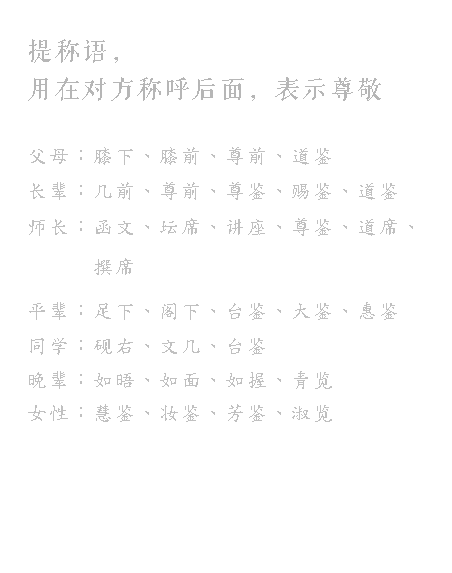 提称语，
用在对方称呼后面，表示尊敬
父母：膝下、膝前、尊前、道鉴
长辈：几前、尊前、尊鉴、赐鉴、道鉴
师长：函文、坛席、讲座、尊鉴、道席、
撰席
平辈：足下、阁下、台鉴、大鉴、惠鉴
同学：砚右、文几、台鉴
晚辈：如晤、如面、如握、青览
女性：慧鉴、妆鉴、芳鉴、淑览